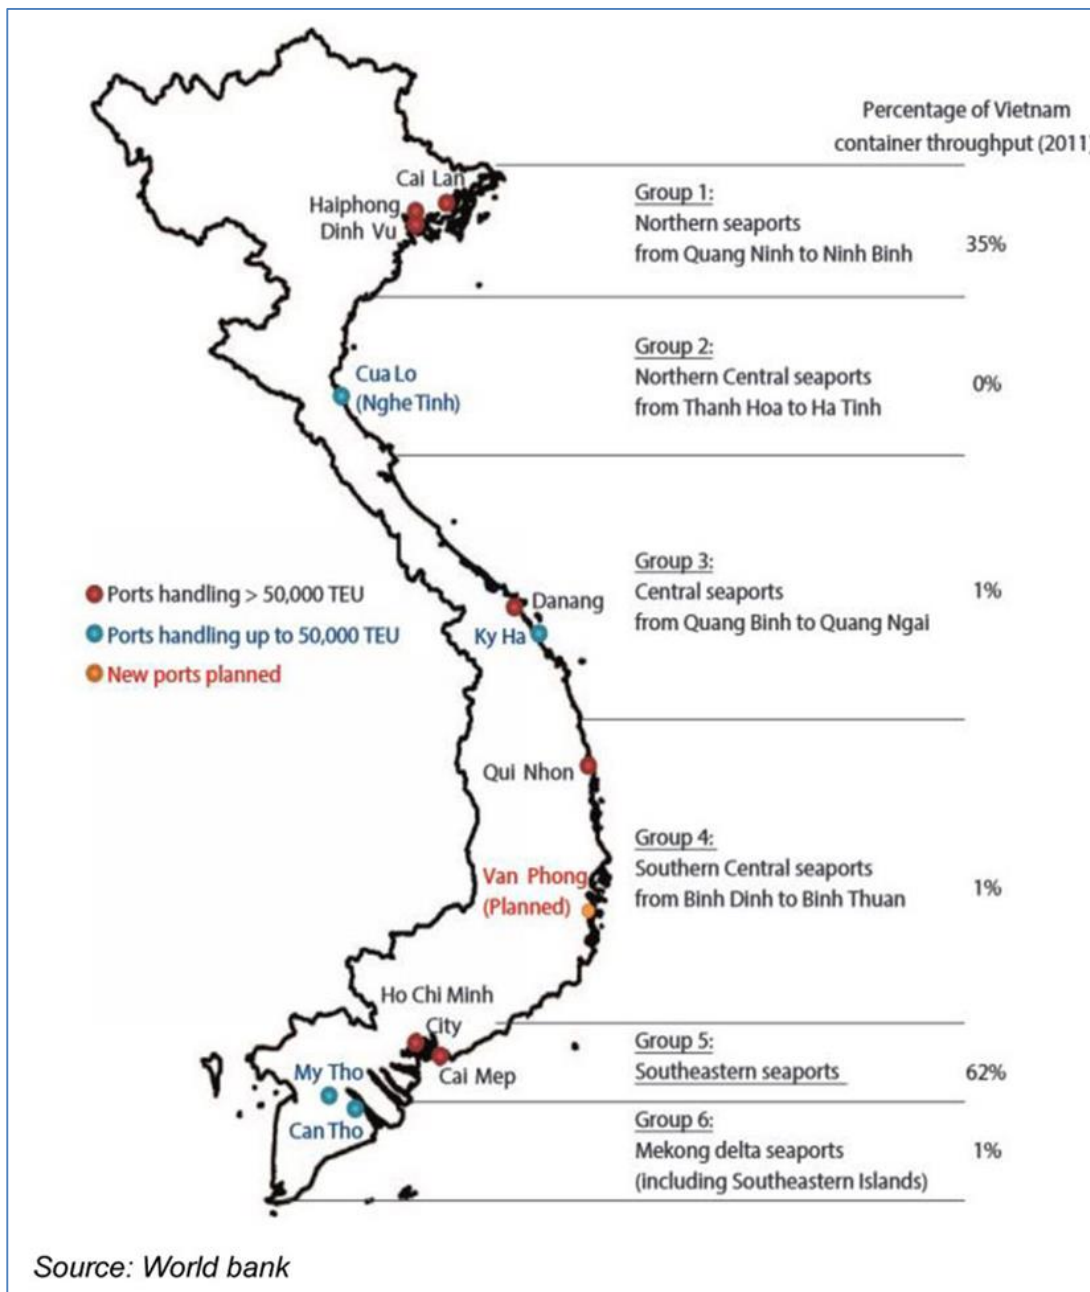 Percentage of Vietnam
container throughput (2011)
Cai Lan
Haiphong
Dinh Vu
Group 1:
Northern seaports
from Quang Ninh to Ninh Binh
35%
Cua Lo
(Nghe Tinh)
Group 2:
Northern Central seaports
from Thanh Hoa to Ha Tinh
0%
Ports handling > 50,000 TEU
Ports handling up to 50,000 TEU
New ports planned
Danang
Ky Ha
Group 3:
Central seaports
from Quang Binh to Quang Ngai
1%
Qui Nhon
Van Phong
(Planned)
Group 4:
Southern Central seaports
from Binh Dinh to Binh Thuan
1%
Ho Chi Minh
City
Cai Mep
My Tho
Can Tho
Group 5:
Southeastern seaports
62%
Group 6:
Mekong delta seaports
(including Southeastern Islands)
1%
Source: World bank